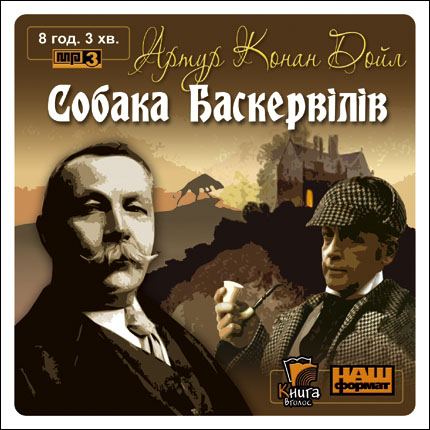 8 год. 3 хв.
mp3
Артур Конан Дойл
Собака Баскервілів
Книга
Вголос
НАШ
формат